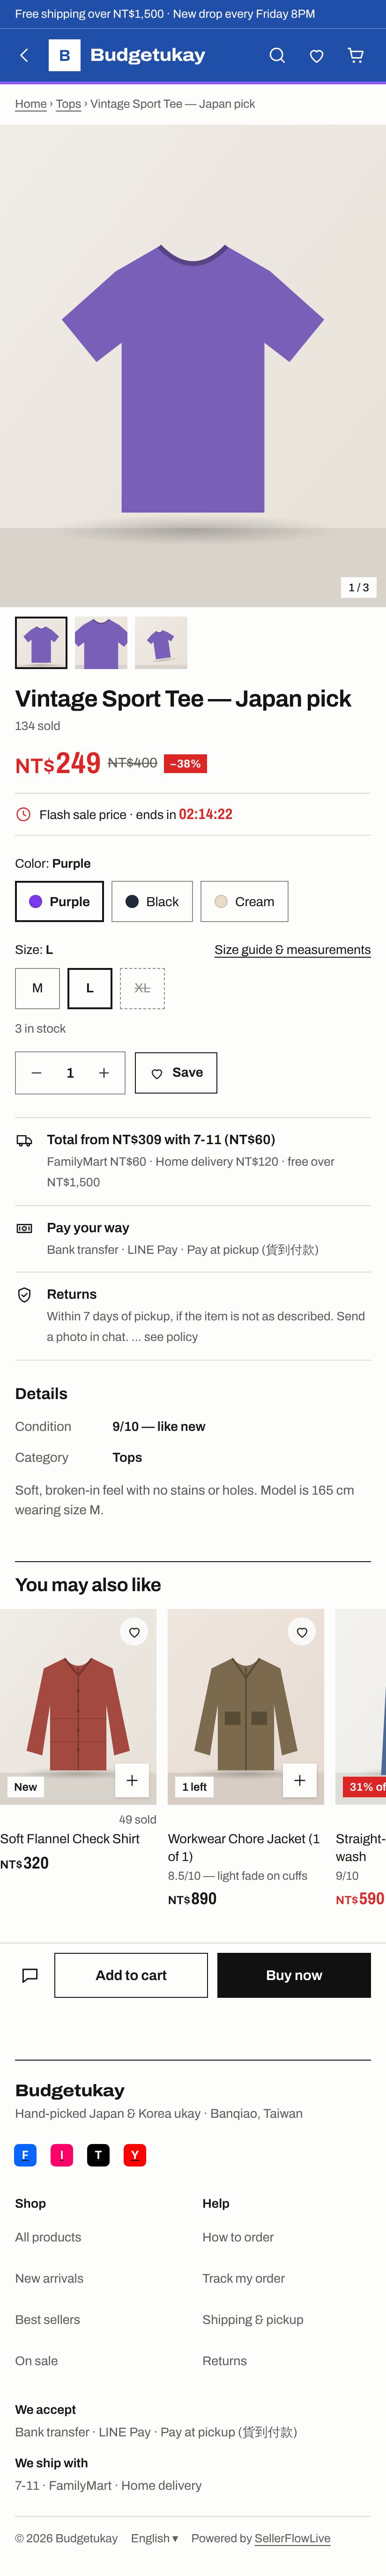 Free shipping over NT$1,500 · New drop every Friday 8PM
B
Budgetukay
Home › Tops › Vintage Sport Tee — Japan pick
1 / 3
Vintage Sport Tee — Japan pick
134 sold
NT$249 NT$400 −38%
Flash sale price · ends in 02:14:22
Color: Purple
Purple Black Cream
Size: L Size guide & measurements
M L XL
3 in stock
− 1 + Save
Total from NT$309 with 7-11 (NT$60)
FamilyMart NT$60 · Home delivery NT$120 · free over
NT$1,500
Pay your way
Bank transfer · LINE Pay · Pay at pickup (貨到付款)
Returns
Within 7 days of pickup, if the item is not as described. Send
a photo in chat. ... see policy
Details
Condition 9/10 — like new
Category Tops
Soft, broken-in feel with no stains or holes. Model is 165 cm
wearing size M.
You may also like
New
49 sold
Soft Flannel Check Shirt
NT$320
1 left
Workwear Chore Jacket (1
of 1)
8.5/10 — light fade on cuffs
NT$890
31% of
Straight-
wash
9/10
NT$590
Add to cart Buy now
Budgetukay
Hand-picked Japan & Korea ukay · Banqiao, Taiwan
F I T Y
Shop Help
All products How to order
New arrivals Track my order
Best sellers Shipping & pickup
On sale Returns
We accept
Bank transfer · LINE Pay · Pay at pickup (貨到付款)
We ship with
7-11 · FamilyMart · Home delivery
© 2026 Budgetukay English ▾ Powered by SellerFlowLive